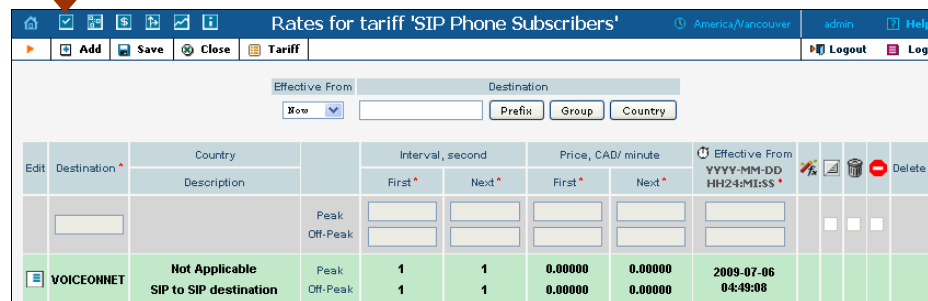 Rates for tariff 'SIP Phone Subscribers' America/Vancouver admin Help
Add Save Close Tariff Logout Log
Effective From Destination
Now Prefix Group Country
Edit Destination * Country Interval, second Price, CAD/ minute Effective From YYYY-MM-DD HH24:MI:SS * Delete
Description First * Next * First * Next *
Peak
Off-Peak
VOICEONNET Not Applicable Peak 1 1 0.00000 0.00000 2009-07-06
SIP to SIP destination Off-Peak 1 1 0.00000 0.00000 04:49:08